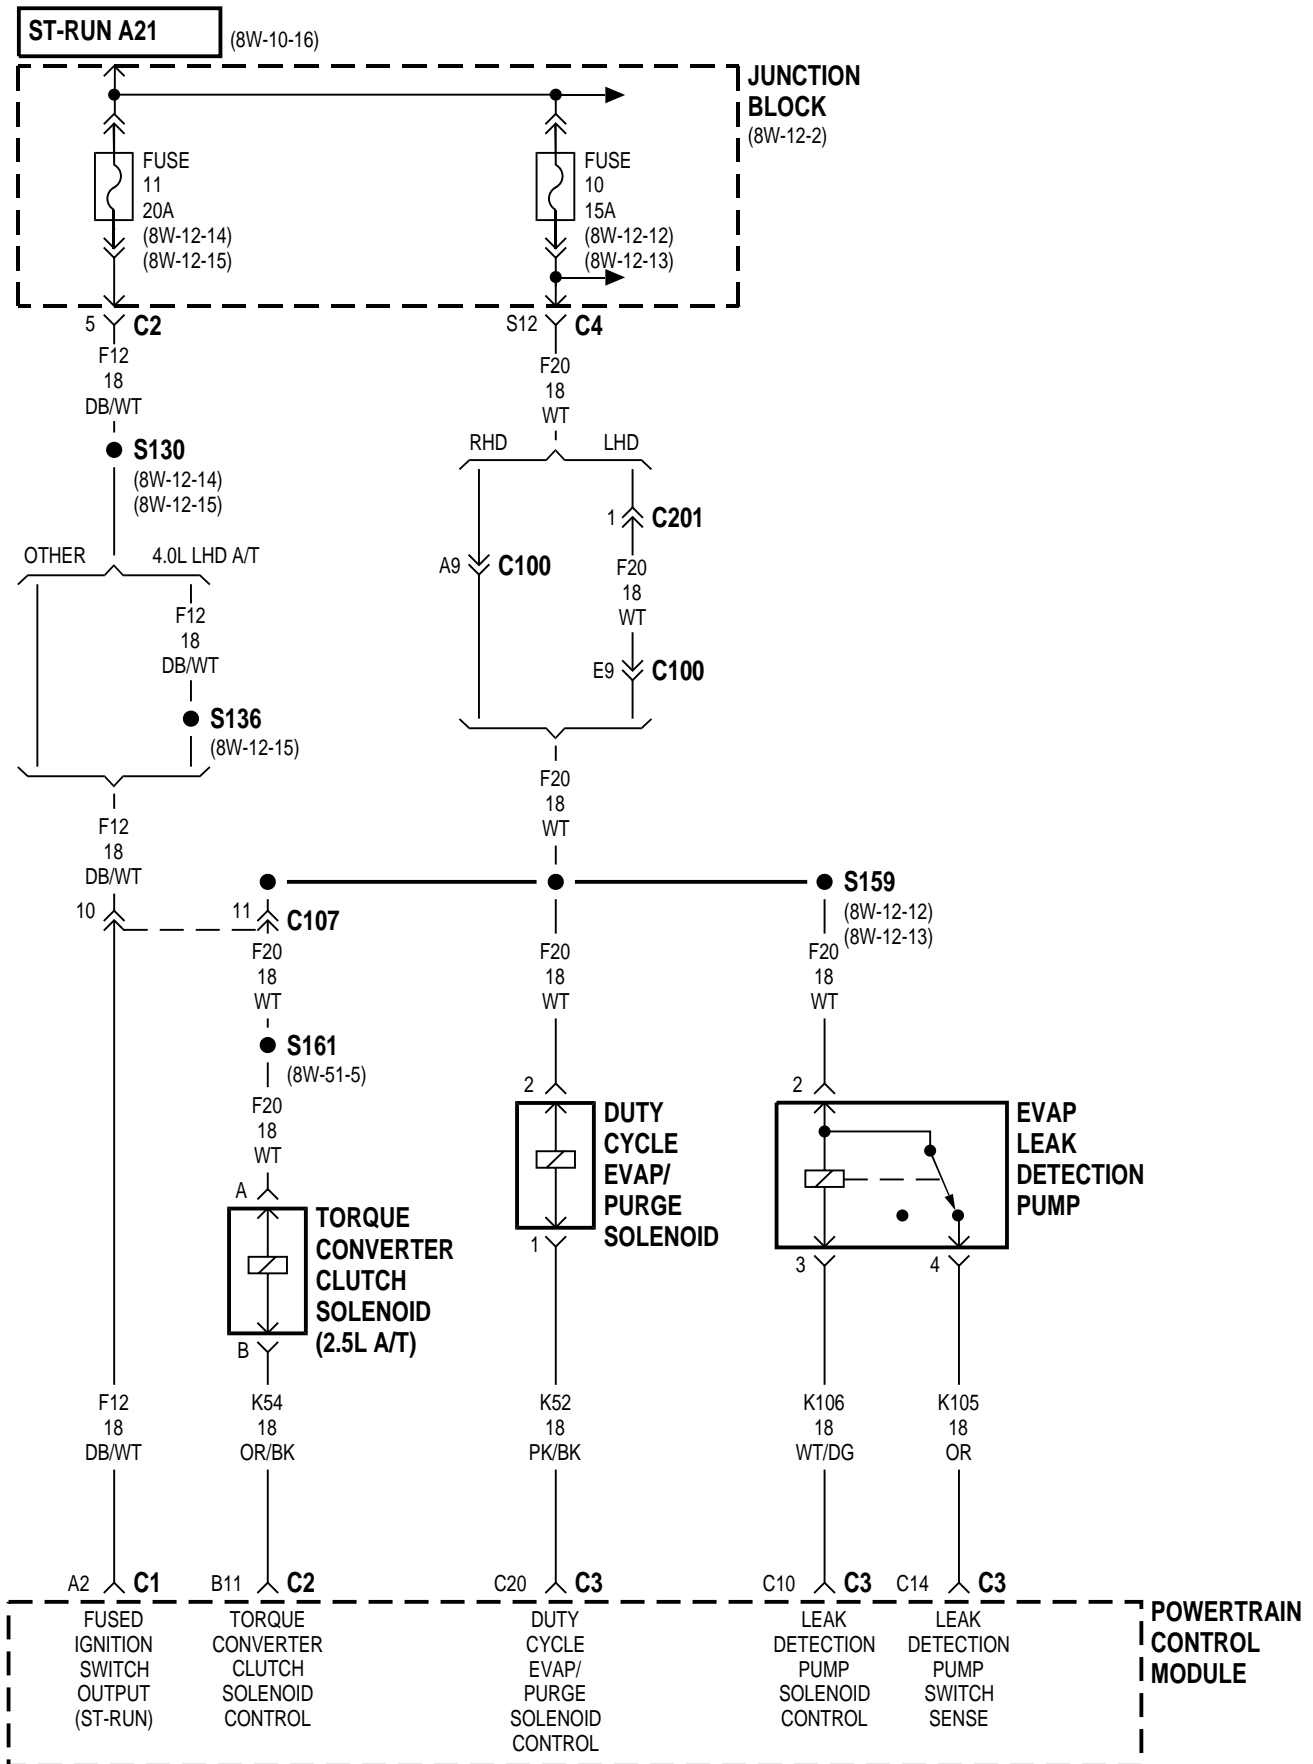 ST-RUN A21
(8W-10-16)
JUNCTION
BLOCK
(8W-12-2)
FUSE
11
20A
(8W-12-14)
(8W-12-15)
FUSE
10
15A
(8W-12-12)
(8W-12-13)
5 C2
S12 C4
F12
18
DB/WT
F20
18
WT
S130
(8W-12-14)
(8W-12-15)
RHD LHD
1 C201
A9 C100
F20
18
WT
E9 C100
OTHER 4.0L LHD A/T
F12
18
DB/WT
S136
(8W-12-15)
F20
18
WT
F12
18
DB/WT
S159
(8W-12-12)
(8W-12-13)
10 11 C107
F20
18
WT
F20
18
WT
F20
18
WT
S161
(8W-51-5)
F20
18
WT
A
TORQUE
CONVERTER
CLUTCH
SOLENOID
(2.5L A/T)
B
2
DUTY
CYCLE
EVAP/
PURGE
SOLENOID
1
2
EVAP
LEAK
DETECTION
PUMP
3 4
F12
18
DB/WT
K54
18
OR/BK
K52
18
PK/BK
K106
18
WT/DG
K105
18
OR
A2 C1
B11 C2
C20 C3
C10 C3
C14 C3
FUSED
IGNITION
SWITCH
OUTPUT
(ST-RUN)
TORQUE
CONVERTER
CLUTCH
SOLENOID
CONTROL
DUTY
CYCLE
EVAP/
PURGE
SOLENOID
CONTROL
LEAK
DETECTION
PUMP
SOLENOID
CONTROL
LEAK
DETECTION
PUMP
SWITCH
SENSE
POWERTRAIN
CONTROL
MODULE